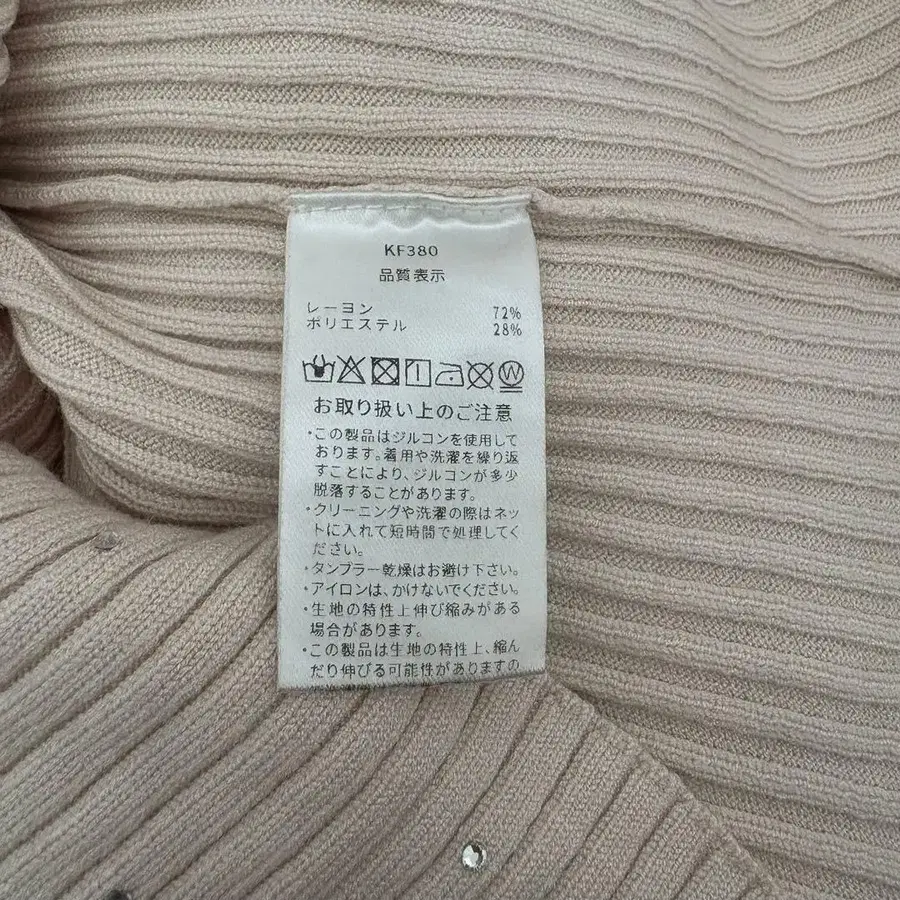 KF380
品質表示
レーヨン 72%
ポリエステル 28%
W
お取り扱い上のご注意
・この製品はジルコンを使用して
おります。着用や洗濯を繰り返
すことにより、ジルコンが多少
脱落することがあります。
・クリーニングや洗濯の際はネッ
トに入れて短時間で処理してく
ださい。
・タンブラー乾燥はお避け下さい。
・アイロンは、かけないでください。
・生地の特性上伸び縮みがある
場合があります。
・この製品は生地の特性上、縮ん
だり伸びる可能性がありますの